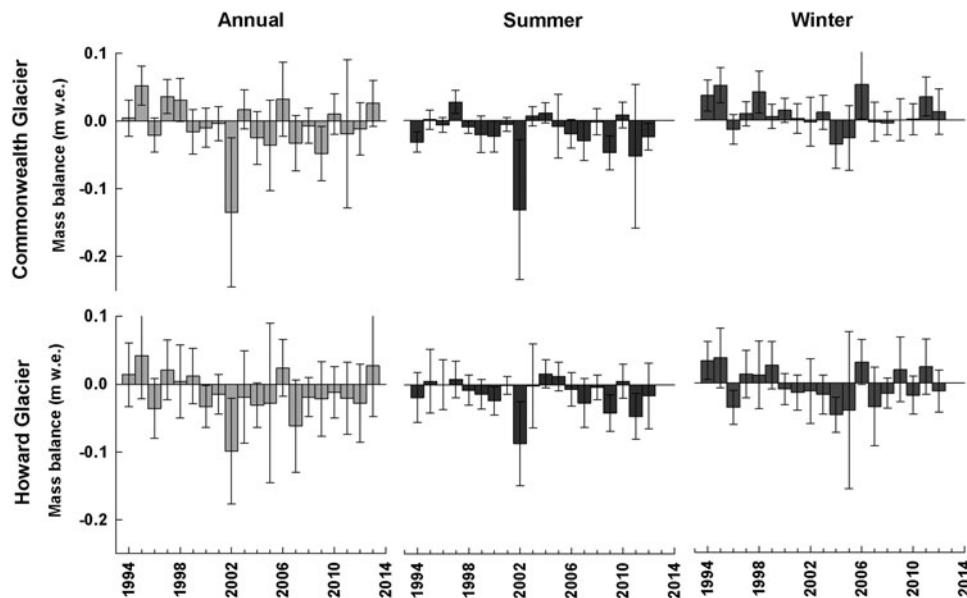 Annual Summer Winter
Commonwealth Glacier
Mass balance (m w.e.)
0.1
0.0
-0.1
-0.2
Howard Glacier
Mass balance (m w.e.)
0.1
0.0
-0.1
-0.2
1994 1998 2002 2006 2010 2014 1994 1998 2002 2006 2010 2014 1994 1998 2002 2006 2010 2014